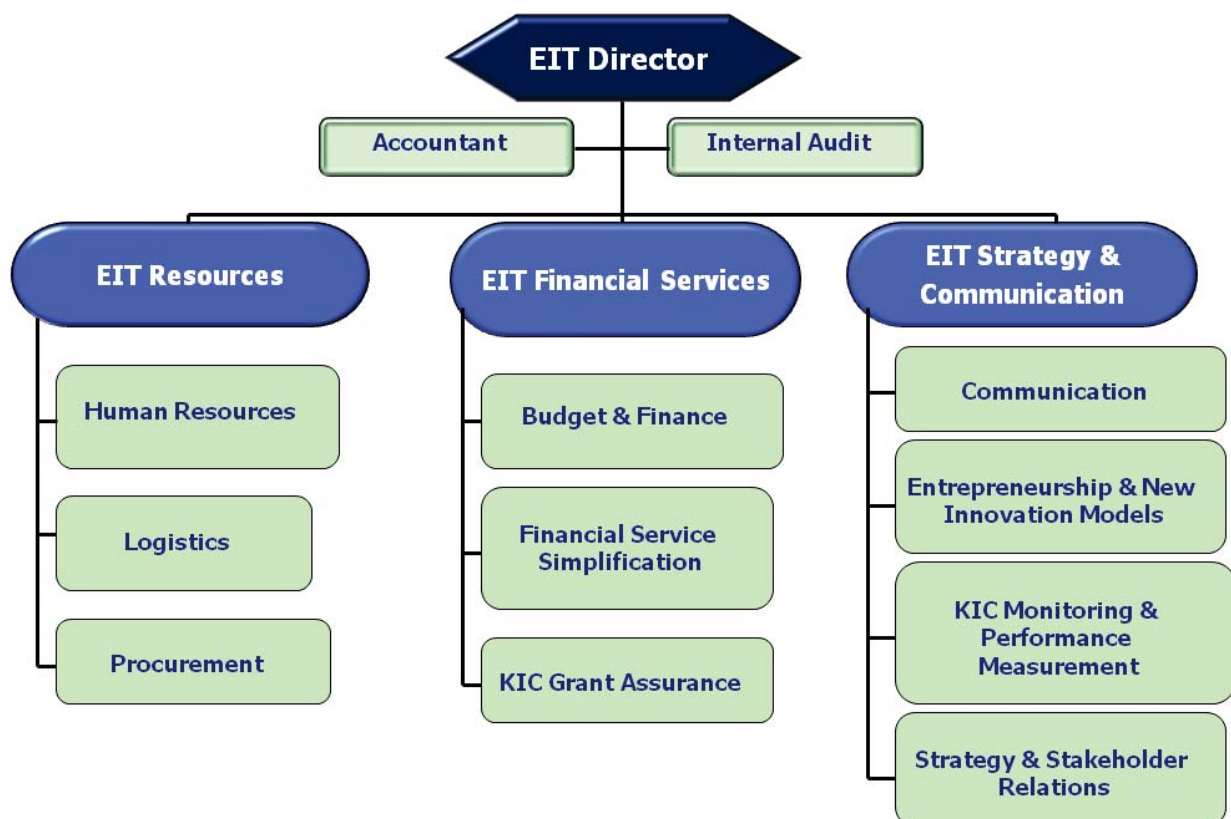 EIT Director
Accountant
Internal Audit
EIT Resources
Human Resources
Logistics
Procurement
EIT Financial Services
Budget & Finance
Financial Service
Simplification
KIC Grant Assurance
EIT Strategy &
Communication
Communication
Entrepreneurship & New
Innovation Models
KIC Monitoring &
Performance
Measurement
Strategy & Stakeholder
Relations